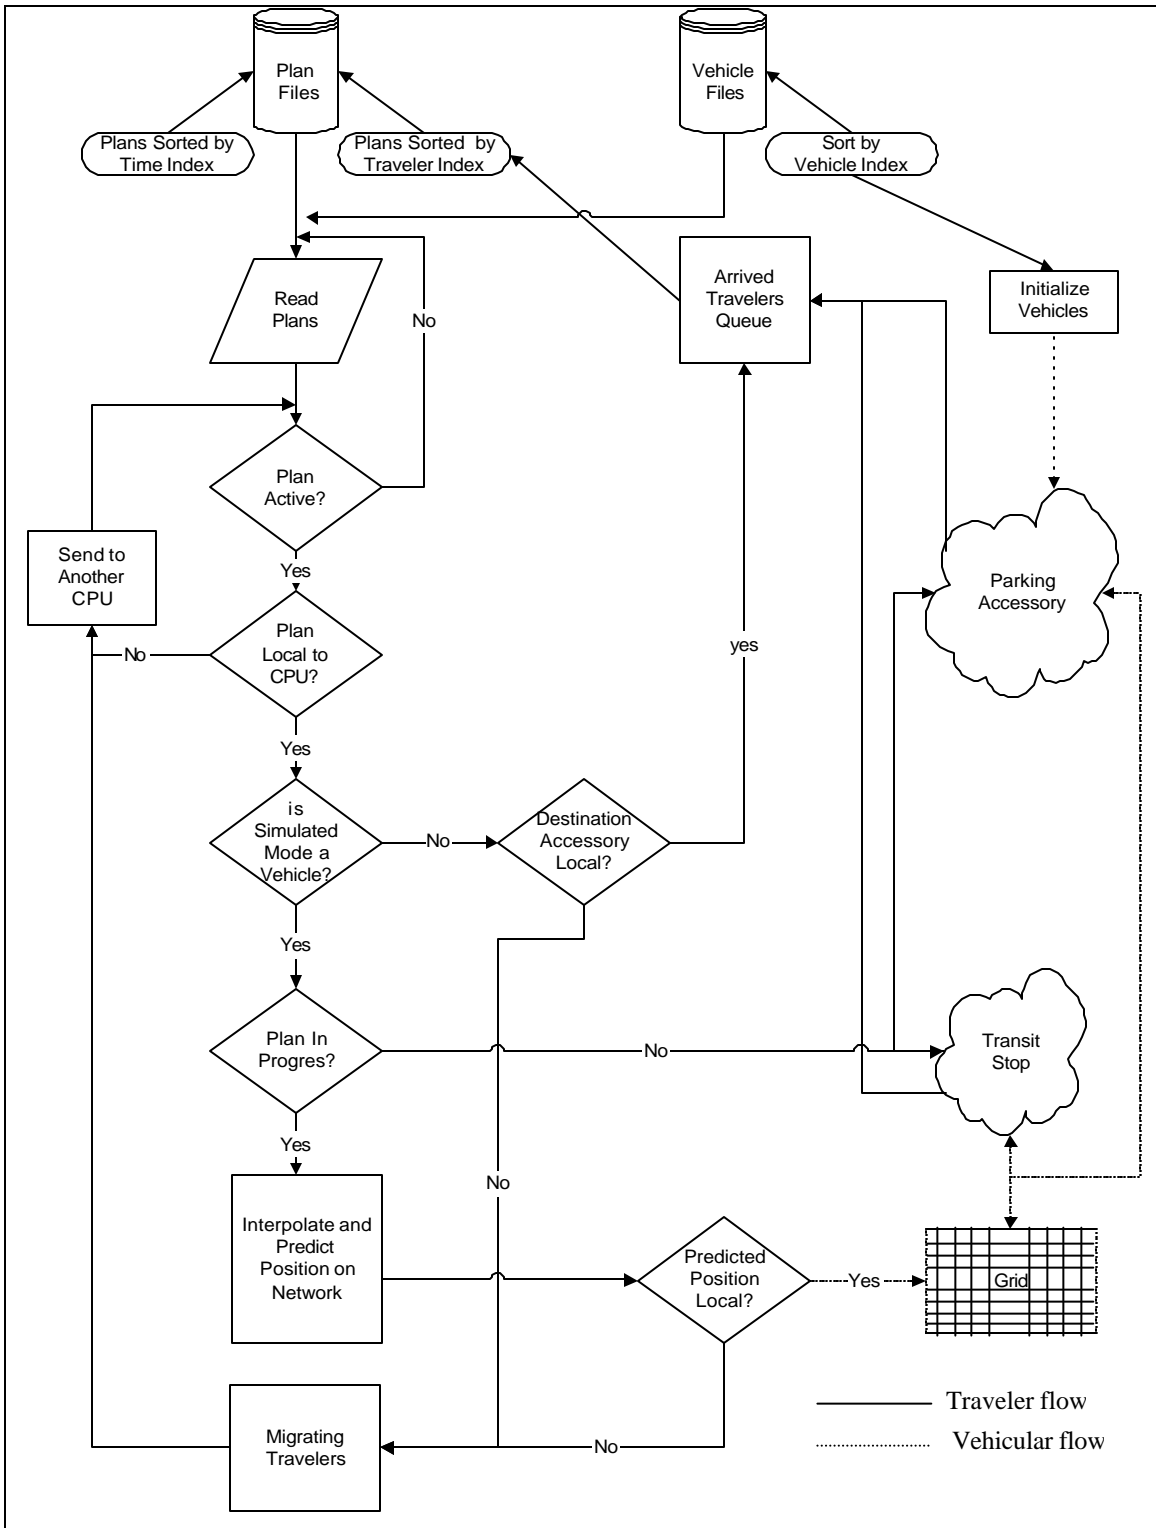 Plan
Files
Vehicle
Files
Plans Sorted by
Time Index
Plans Sorted by
Traveler Index
Sort by
Vehicle Index
Read
Plans
No
Arrived
Travelers
Queue
Initialize
Vehicles
Plan
Active?
Send to
Another
CPU
Yes
Parking
Accessory
Plan
Local to
CPU?
No
yes
Yes
is
Simulated
Mode a
Vehicle?
No
Destination
Accessory
Local?
Yes
Plan In
Progres?
No
Transit
Stop
Yes
No
Interpolate and
Predict
Position on
Network
Predicted
Position
Local?
Yes
Grid
Migrating
Travelers
No
Traveler flow
Vehicular flow